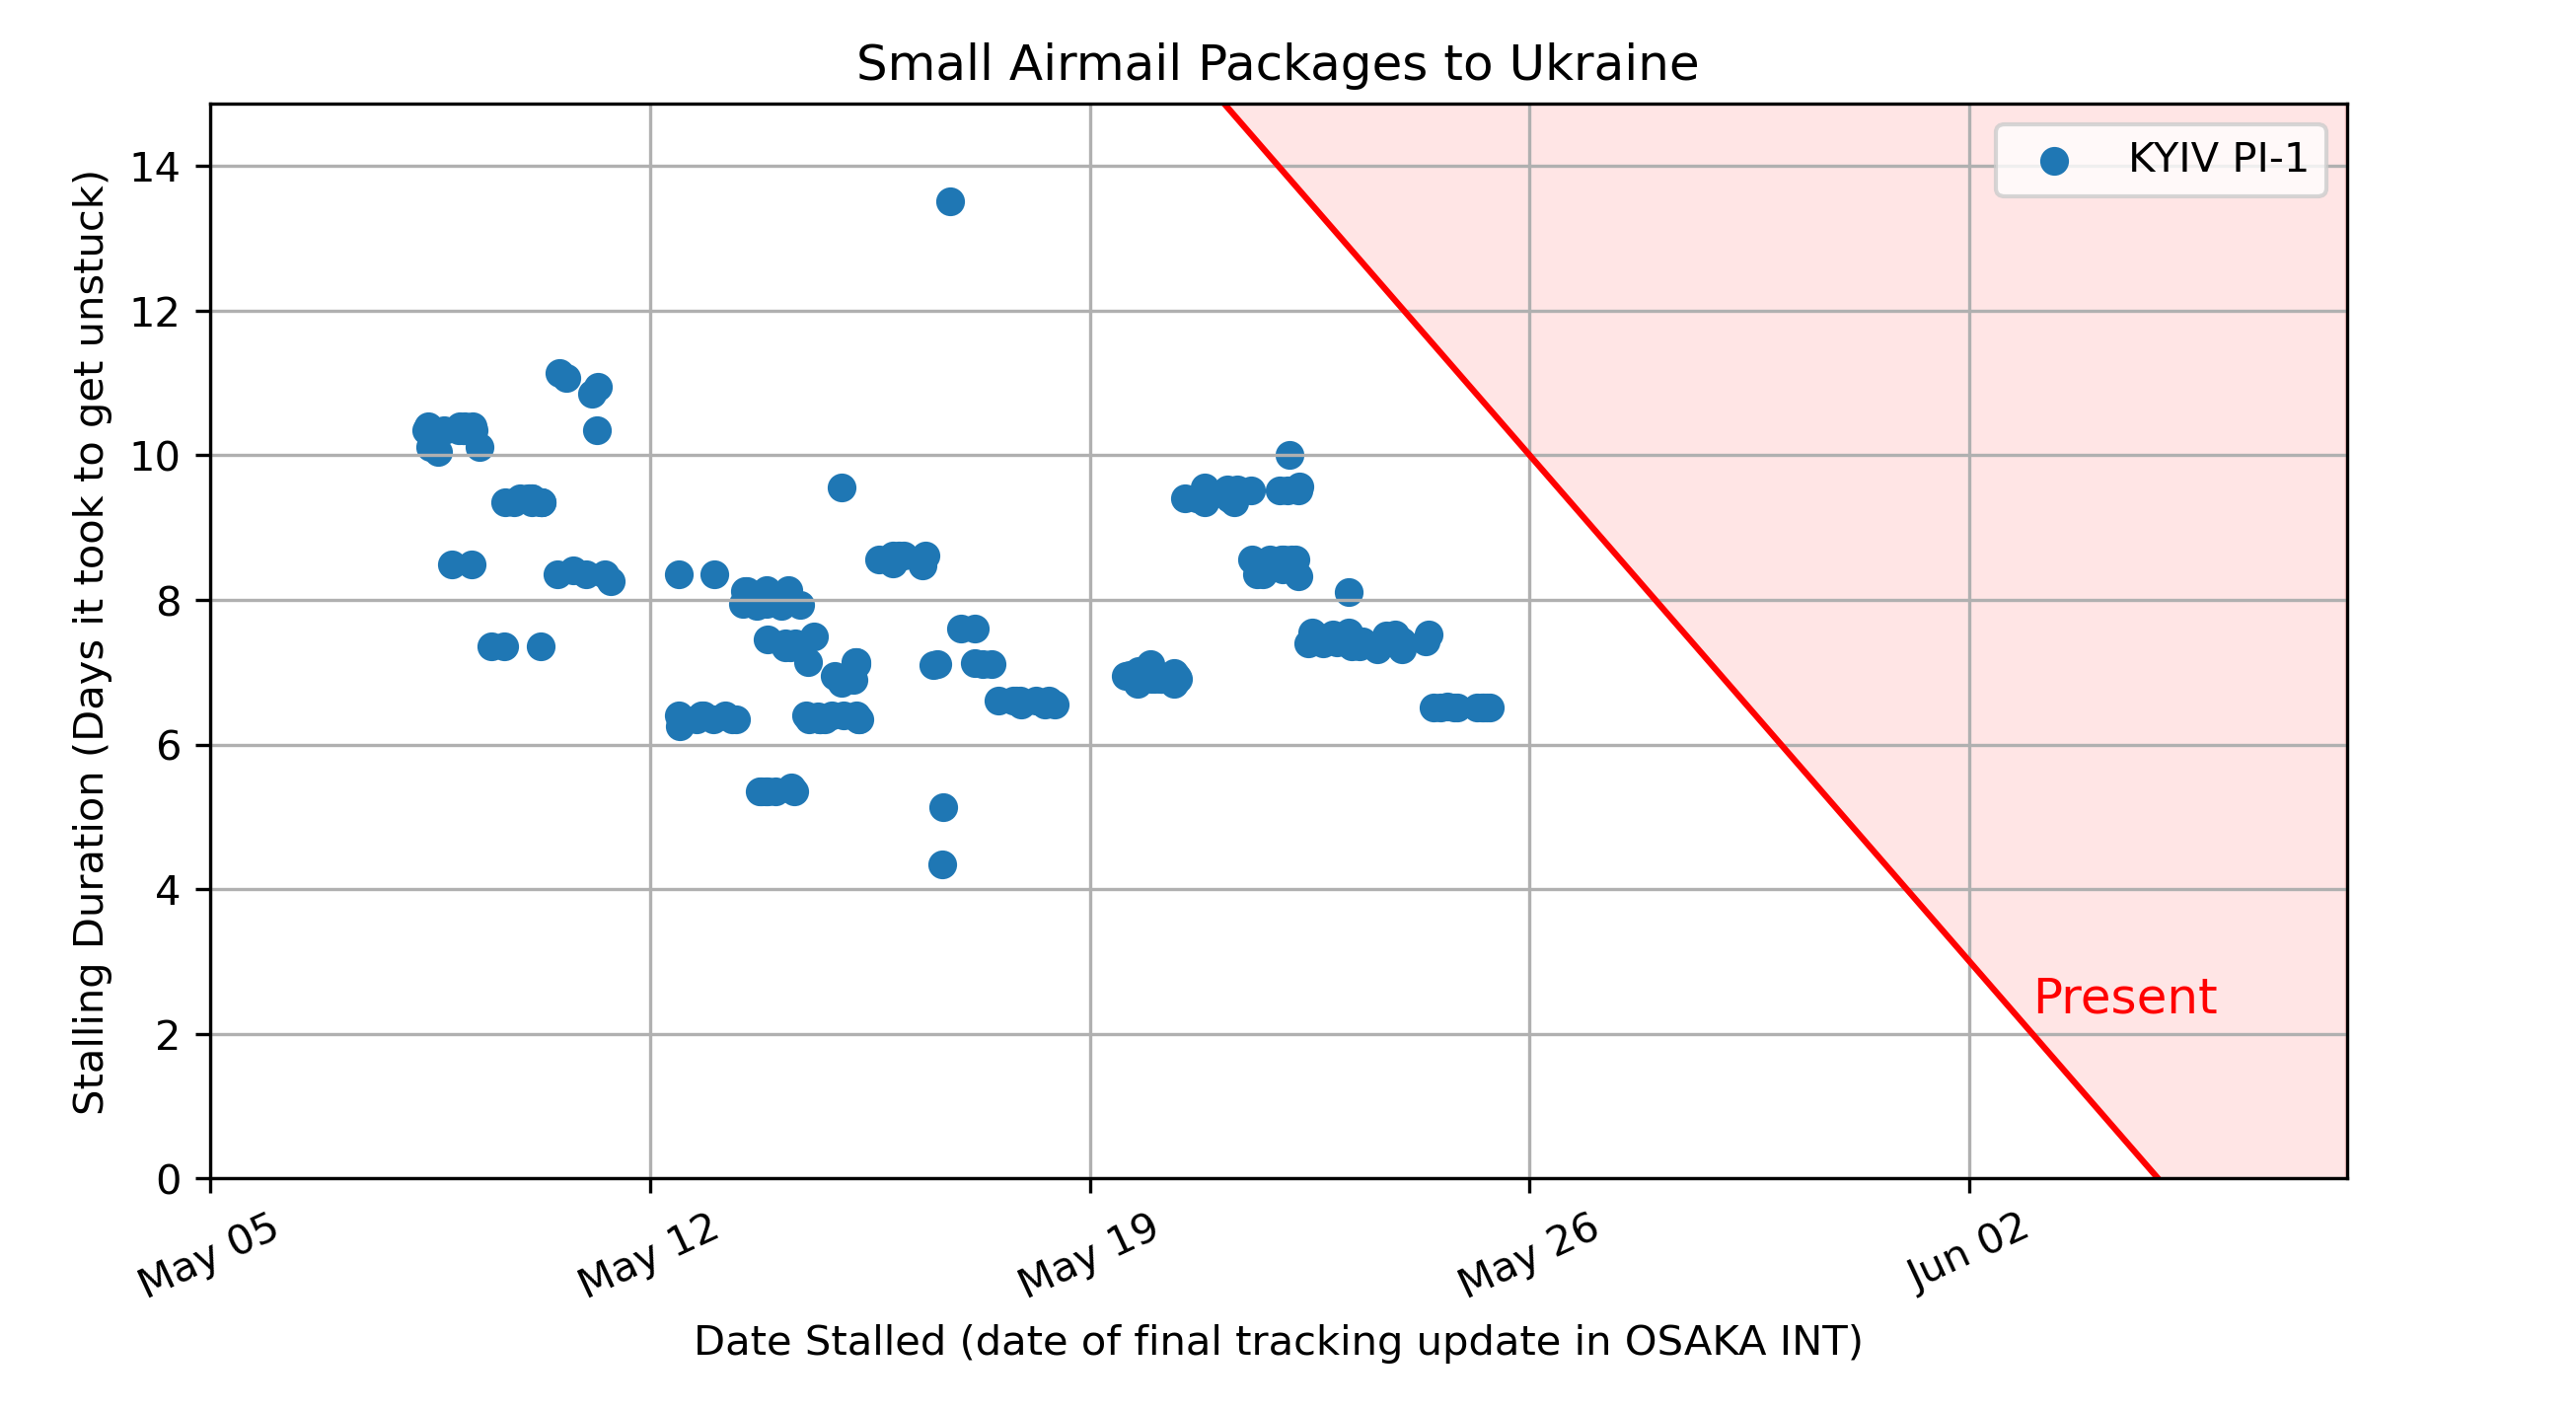 Small Airmail Packages to Ukraine
KYIV PI-1
Stalling Duration (Days it took to get unstuck)
14
12
10
8
6
4
2
0
Present
May 05
May 12
May 19
May 26
Jun 02
Date Stalled (date of final tracking update in OSAKA INT)